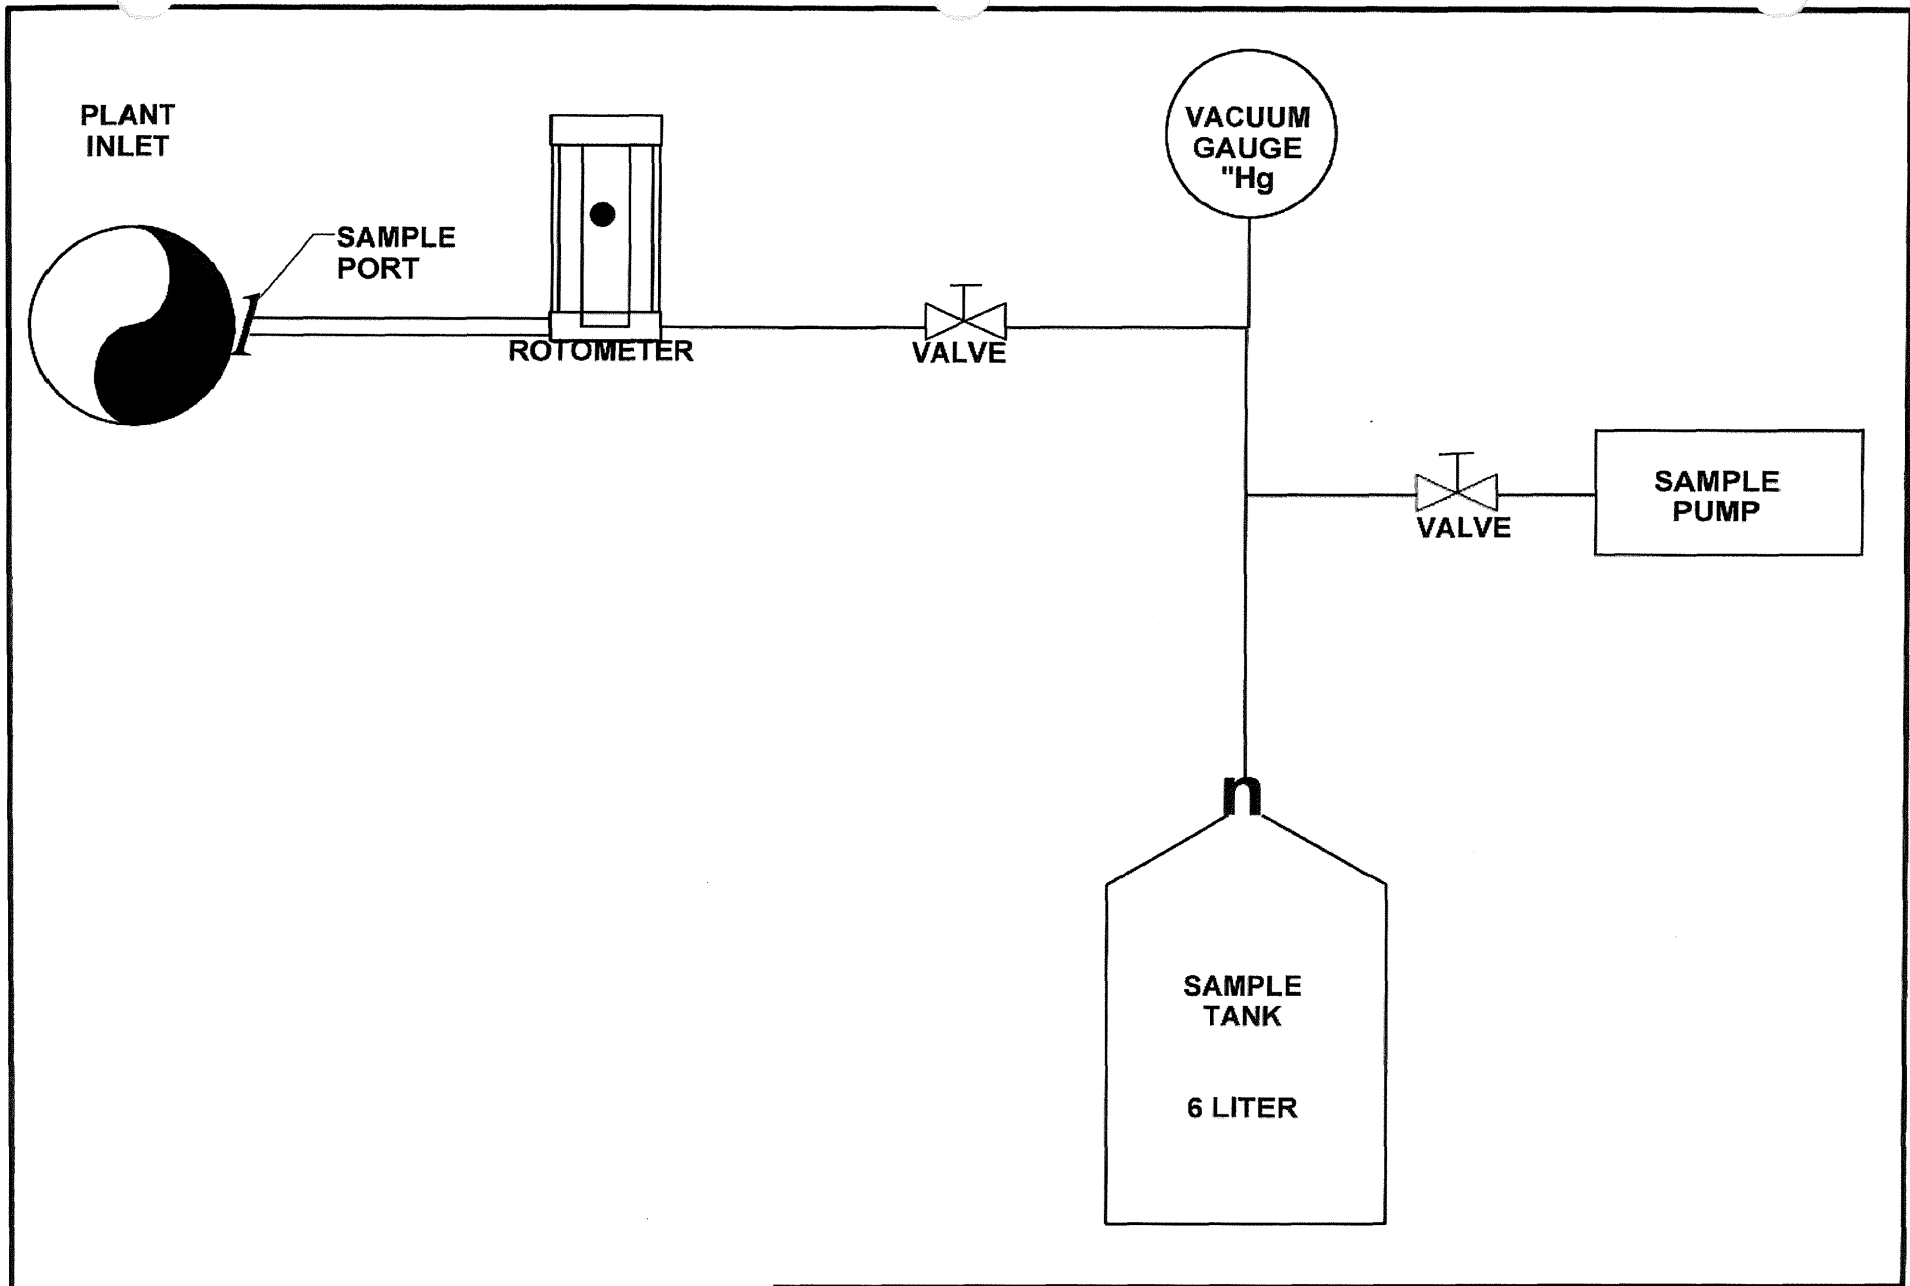 PLANT
INLET
SAMPLE
PORT
ROTOMETER
VALVE
VACUUM
GAUGE
"Hg
VALVE
SAMPLE
PUMP
n
SAMPLE
TANK
6 LITER